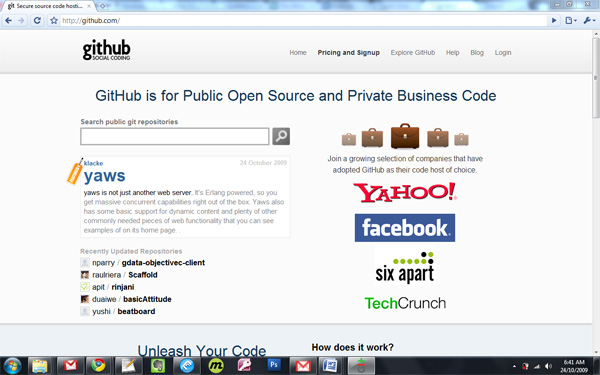 git Secure source code hosti...
http://github.com/
github
SOCIAL CODING
Home Pricing and Signup Explore GitHub Help Blog Login
GitHub is for Public Open Source and Private Business Code
Search public git repositories
klacke
24 October 2009
yaws
yaws is not just another web server. It's Erlang powered, so you
get massive concurrent capabilities right out of the box. Yaws also
has some basic support for dynamic content and plenty of other
commonly needed pieces of web functionality that you can see
examples of on its home page...
Recently Updated Repositories
nparry / gdata-objectivec-client
raulriera / Scaffold
apit / rinjani
duaiwe / basicAttitude
yushi / beatboard
Join a growing selection of companies that have
adopted GitHub as their code host of choice.
YAHOO!
facebook
six apart
TechCrunch
Unleash Your Code
How does it work?
6:41 AM
24/10/2009